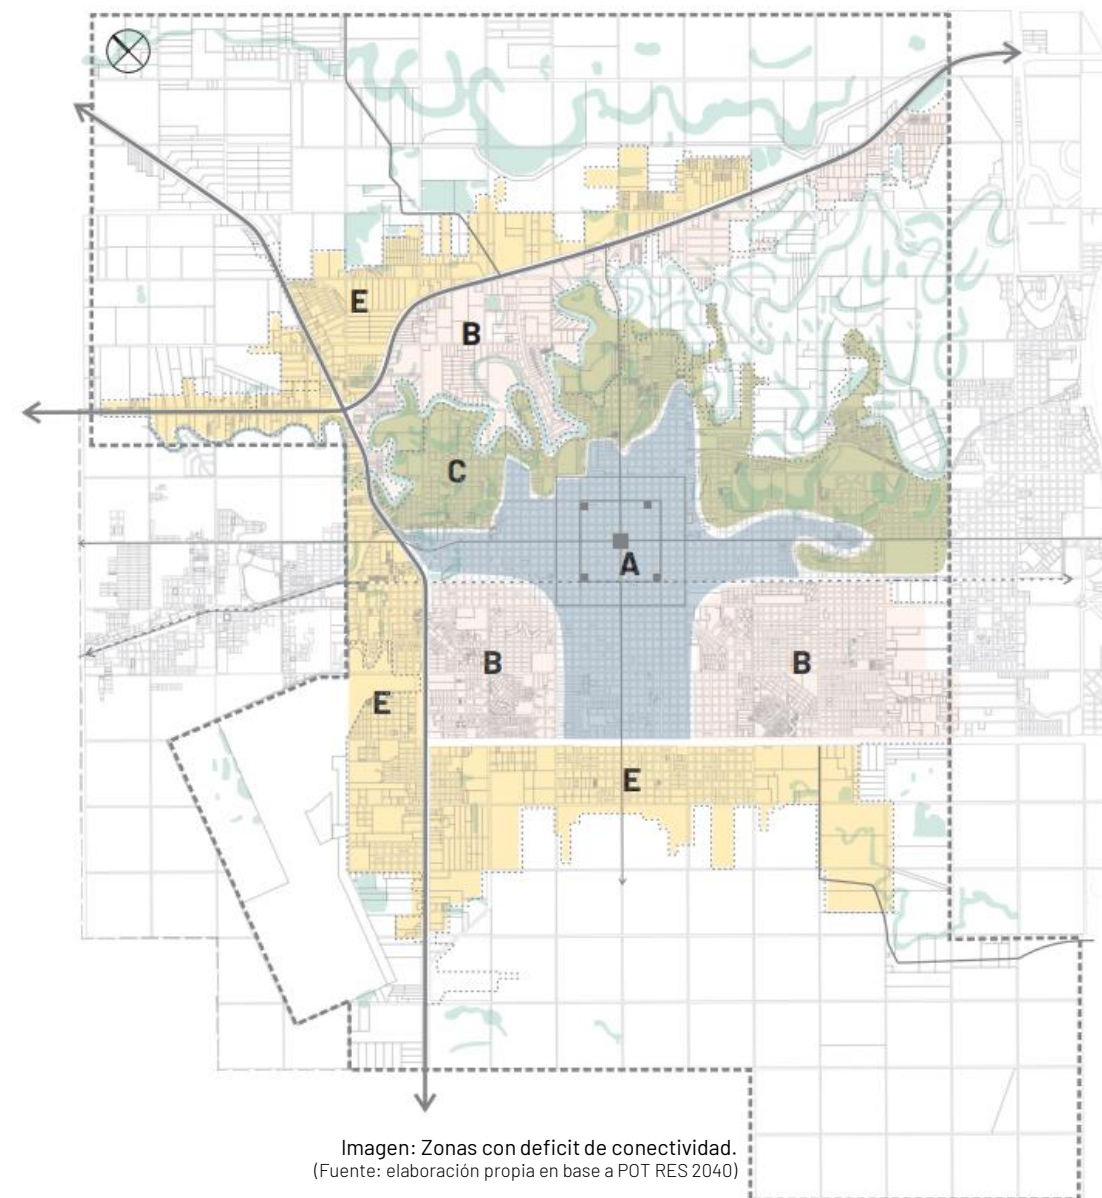 E
B
C
A
B
B
E
E
Imagen: Zonas con deficit de conectividad.
(Fuente: elaboración propia en base a POT RES 2040)